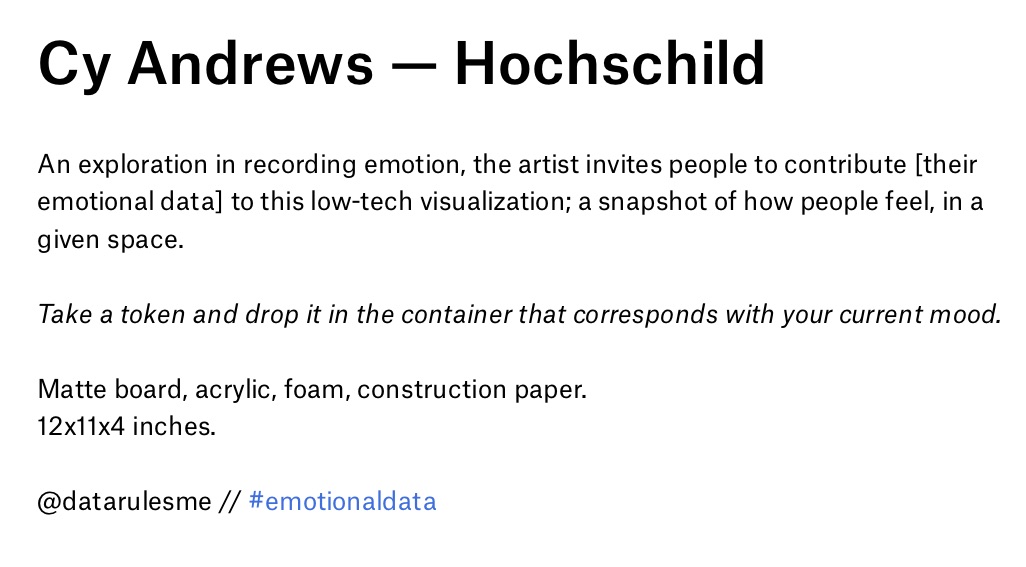 Cy Andrews — Hochschild
An exploration in recording emotion, the artist invites people to contribute [their
emotional data] to this low-tech visualization; a snapshot of how people feel, in a
given space.
Take a token and drop it in the container that corresponds with your current mood.
Matte board, acrylic, foam, construction paper.
12x11x4 inches.
@datarulesme // #emotionaldata